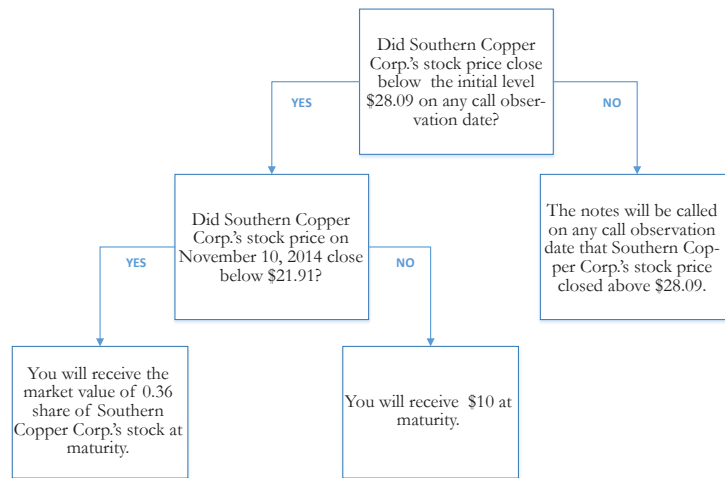 Did Southern Copper
Corp.'s stock price close
below the initial level
$28.09 on any call obser-
vation date?
YES
NO
Did Southern Copper
Corp.'s stock price on
November 10, 2014 close
below $21.91?
The notes will be called
on any call observation
date that Southern Cop-
per Corp.'s stock price
closed above $28.09.
YES
NO
You will receive the
market value of 0.36
share of Southern
Copper Corp.'s stock at
maturity.
You will receive $10 at
maturity.